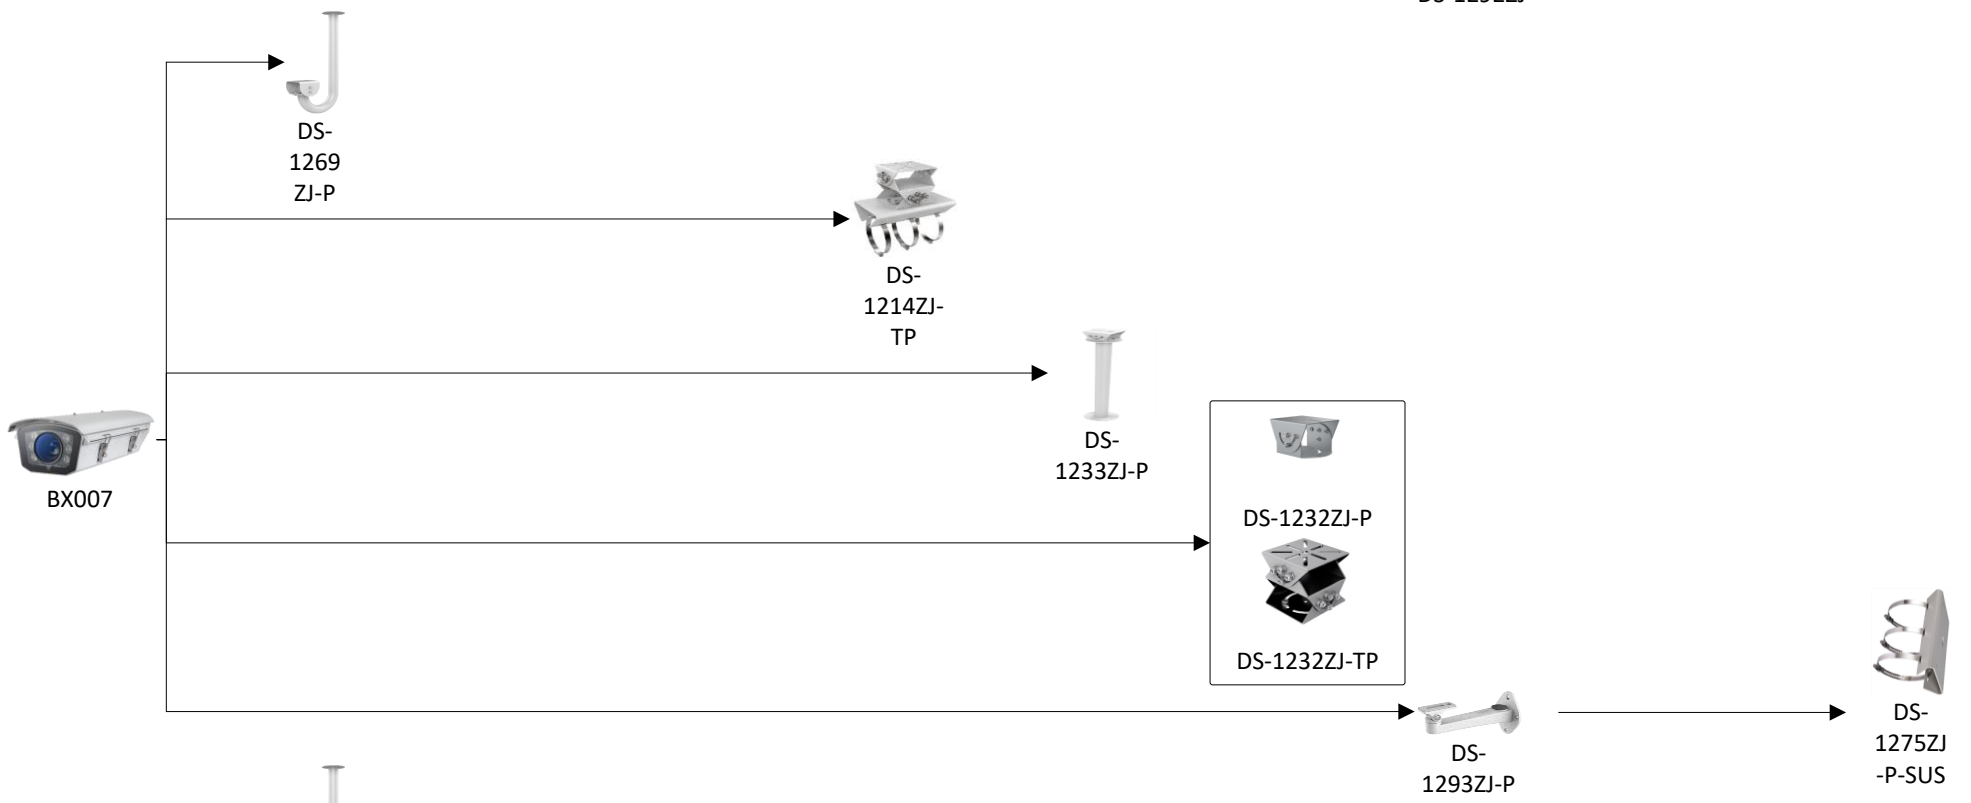 DS-
1269
ZJ-P
DS-
1214ZJ-
TP
DS-
1233ZJ-P
BX007
DS-1232ZJ-P
DS-1232ZJ-TP
DS-
1293ZJ-P
DS-
1275ZJ
-P-SUS